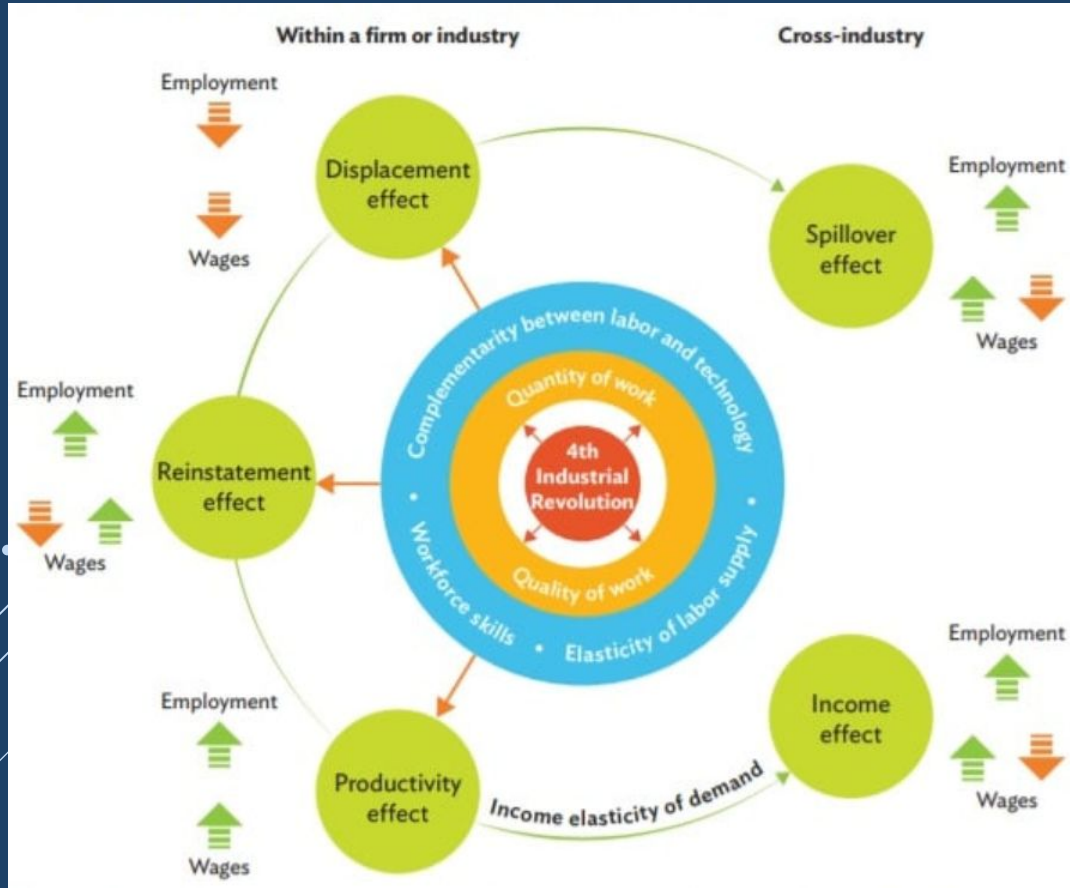 Within a firm or industry
Cross-industry
Employment
Wages
Displacement
effect
Spillover
effect
Employment
Wages
Employment
Wages
Reinstatement
effect
Complementarity between labor and technology
Quantity of work
4th
Industrial
Revolution
Quality of work
Workforce skills • Elasticity of labor supply
Employment
Wages
Productivity
effect
Income elasticity of demand
Income
effect
Employment
Wages